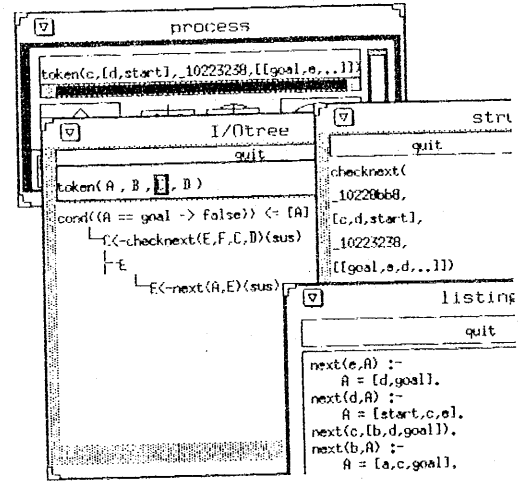 process
token(c,[d,start],_10223238,[[goal,e,..]])
I/Otree
quit
token( A , B , C , D )
cond((A == goal -> false)) <= [A]
C<-checknext(E,F,C,D)(sus)
E
E<-next(A,E)(sus)
stru
quit
checknext(
_10228bb8,
[c,d,start],
_10223238,
[[goal,e,d,..]])
listing
quit
next(e,A) :-
A = [d,goal].
next(d,A) :-
A = [start,c,e].
next(c,[b,d,goal]).
next(b,A) :-
A = [a,c,goal].